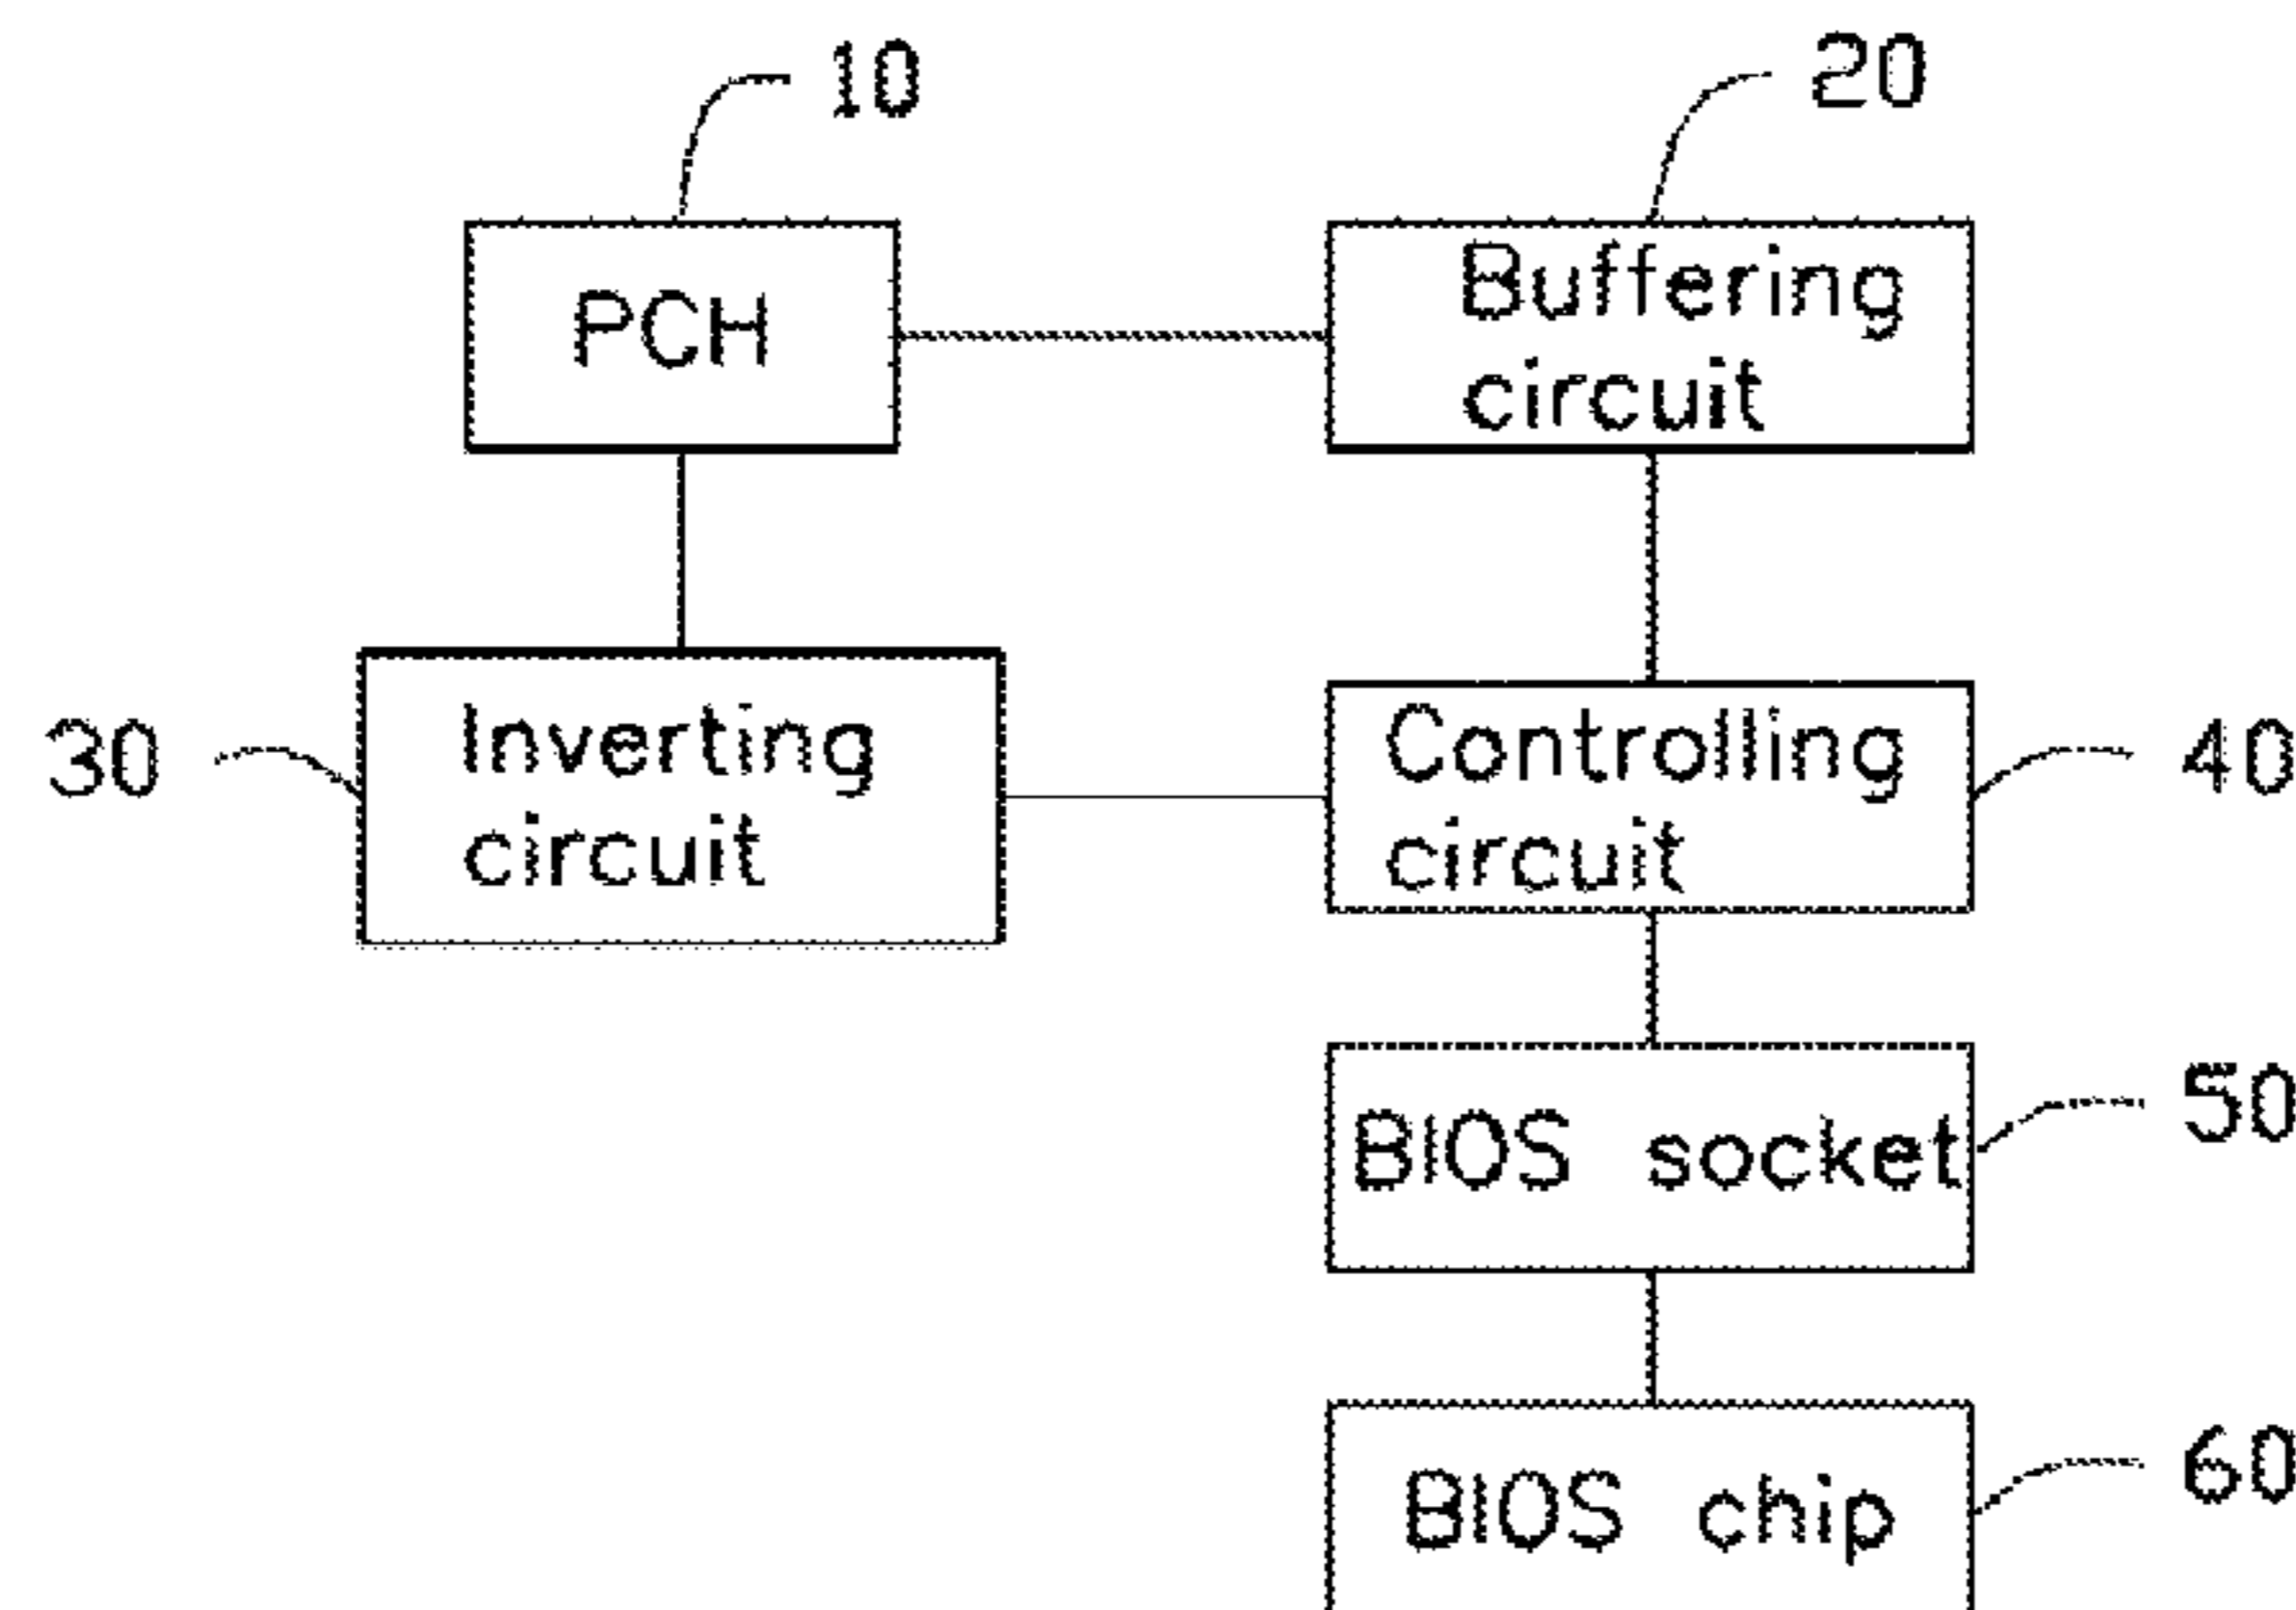 10
20
PCH
Buffering
circuit
30
Inverting
circuit
Controlling
circuit
40
BIOS socket
50
BIOS chip
60